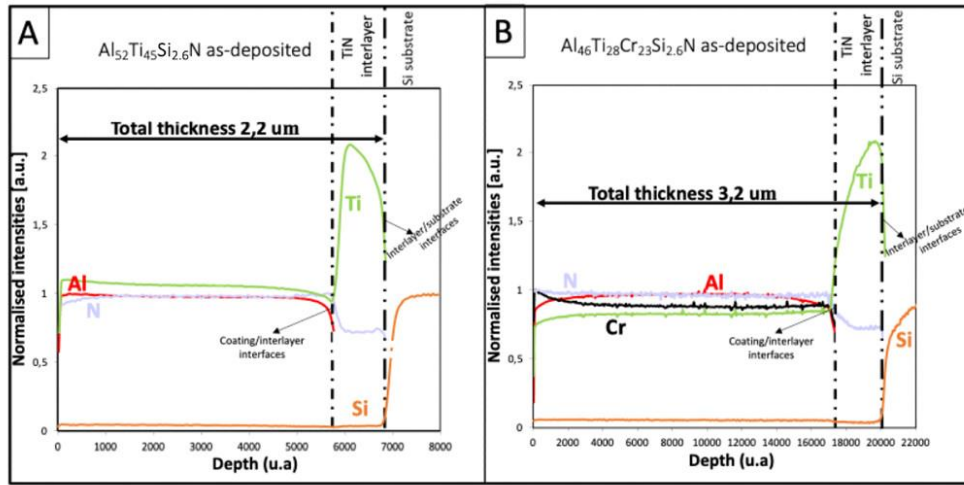 A
Al52Ti45Si2.6N as-deposited
TiN
interlayer
Si substrate
Normalised intensities [a.u.]
2,5
2
1,5
1
0,5
0
Total thickness 2,2 um
Ti
Al
N
Si
Interlayer/substrate
interfaces
Coating/interlayer
interfaces
0
1000
2000
3000
4000
5000
6000
7000
8000
Depth (u.a)
B
Al46Ti28Cr23Si2.6N as-deposited
TiN
interlayer
Si substrate
Normalised intensities [a.u.]
2,5
2
1,5
1
0,5
0
Total thickness 3,2 um
Ti
N
Al
Cr
Si
Interlayer/substrate
interfaces
Coating/interlayer
interfaces
0
2000
4000
6000
8000
10000
12000
14000
16000
18000
20000
22000
Depth (u.a)